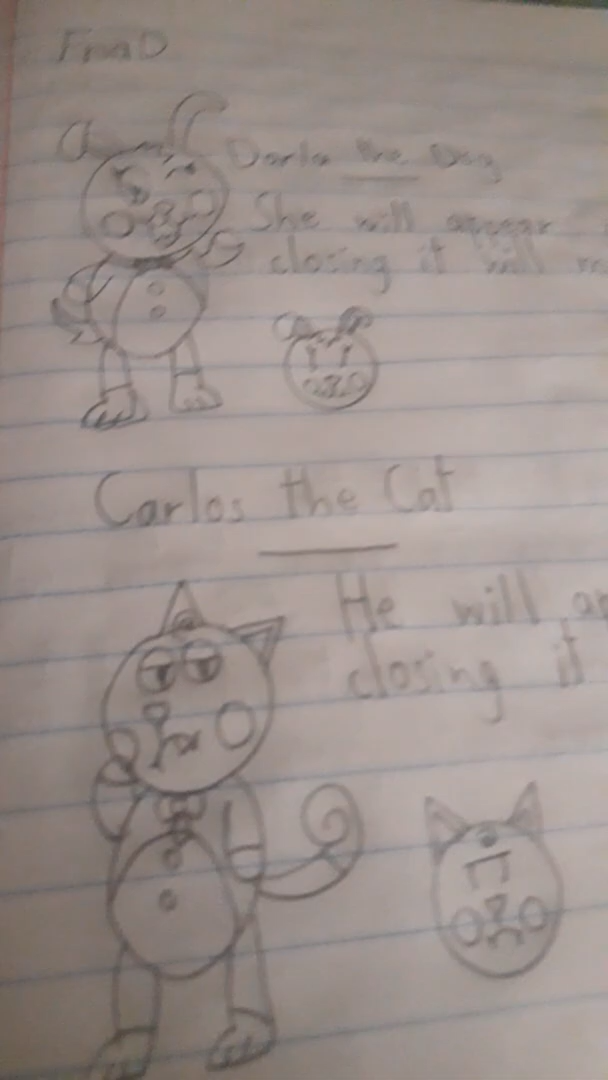 FnaD
Darla the Dog
She will appear
closing it will
Carlos the Cat
He will
closing it